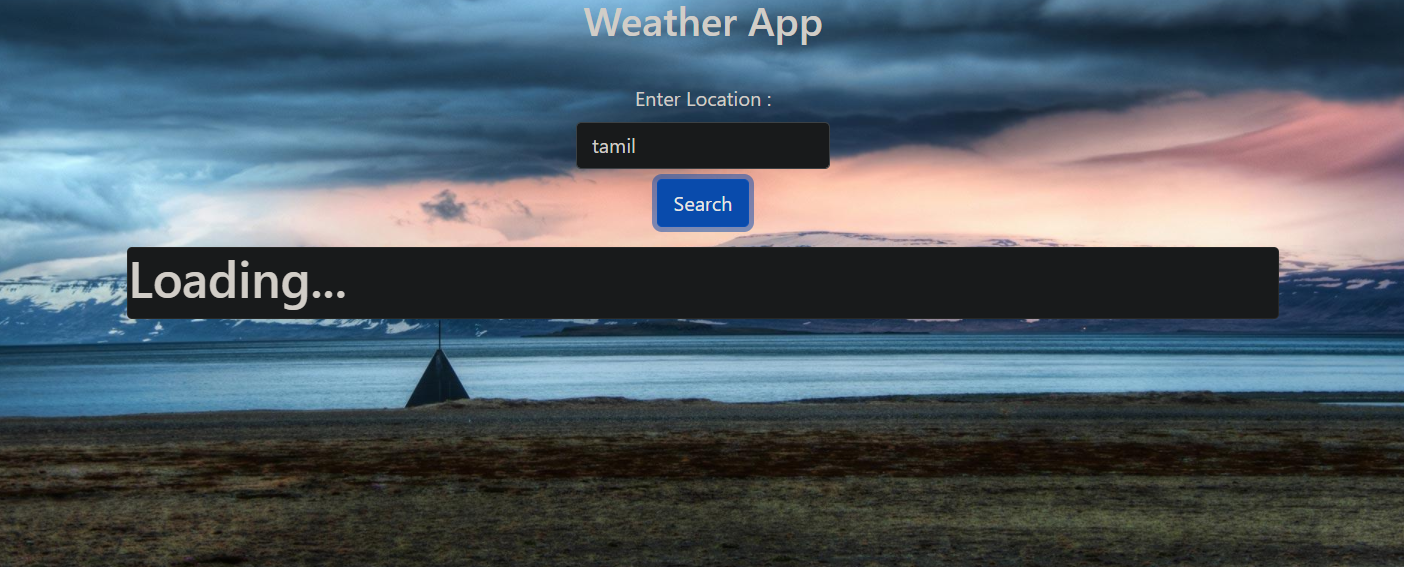 Weather App
Enter Location :
tamil
Search
Loading...